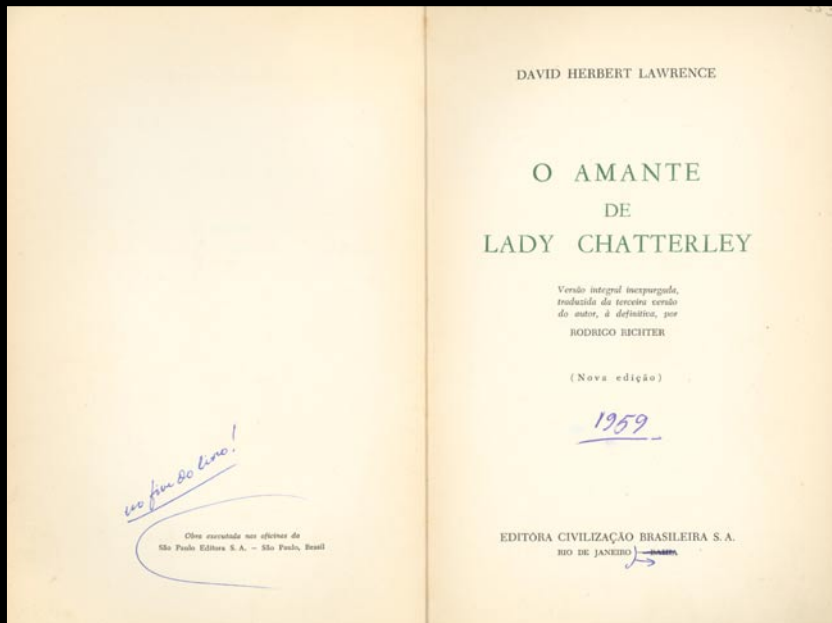 no fim do livro!
Obra executada nas oficinas da
São Paulo Editora S. A. — São Paulo, Brasil
DAVID HERBERT LAWRENCE
O AMANTE
DE
LADY CHATTERLEY
Versão integral inexpurgada,
traduzida da terceira versão
do autor, à definitiva, por
RODRIGO RICHTER
(Nova edição)
1959
EDITÔRA CIVILIZAÇÃO BRASILEIRA S. A.
RIO DE JANEIRO BAHIA